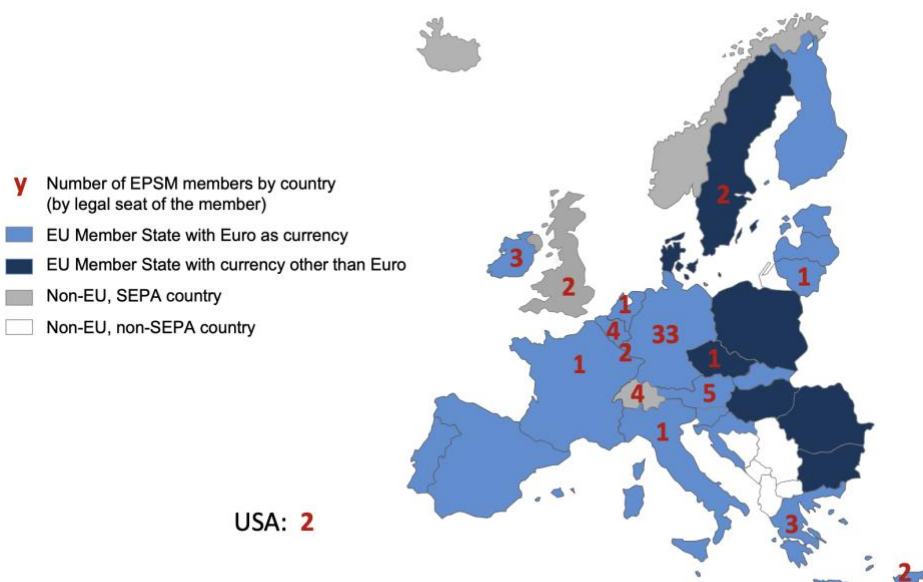 y Number of EPSM members by country
(by legal seat of the member)
EU Member State with Euro as currency
EU Member State with currency other than Euro
Non-EU, SEPA country
Non-EU, non-SEPA country
2
3
1
2
1
4
33
2
1
1
4
5
1
3
USA: 2
2